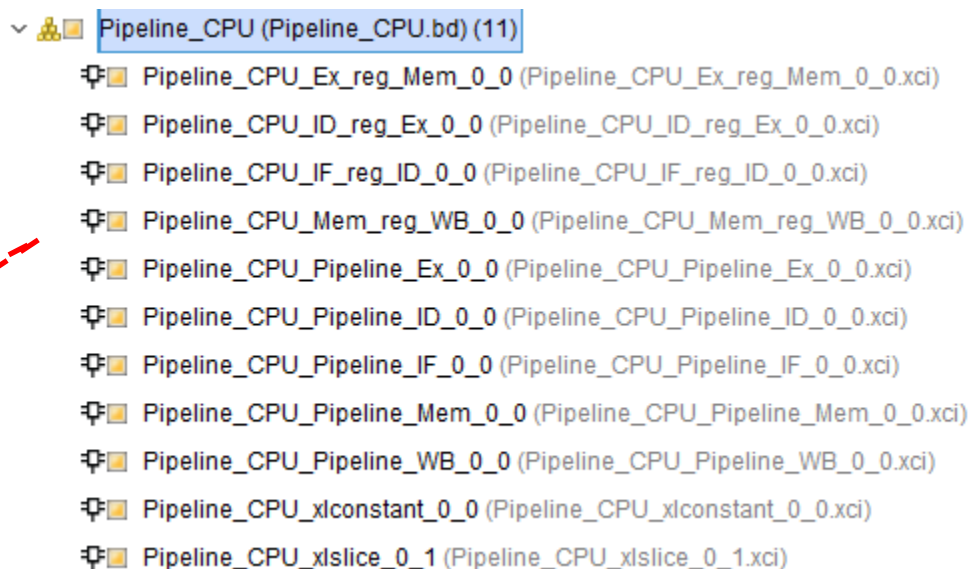 Pipeline_CPU (Pipeline_CPU.bd) (11)
Pipeline_CPU_Ex_reg_Mem_0_0 (Pipeline_CPU_Ex_reg_Mem_0_0.xci)
Pipeline_CPU_ID_reg_Ex_0_0 (Pipeline_CPU_ID_reg_Ex_0_0.xci)
Pipeline_CPU_IF_reg_ID_0_0 (Pipeline_CPU_IF_reg_ID_0_0.xci)
Pipeline_CPU_Mem_reg_WB_0_0 (Pipeline_CPU_Mem_reg_WB_0_0.xci)
Pipeline_CPU_Pipeline_Ex_0_0 (Pipeline_CPU_Pipeline_Ex_0_0.xci)
Pipeline_CPU_Pipeline_ID_0_0 (Pipeline_CPU_Pipeline_ID_0_0.xci)
Pipeline_CPU_Pipeline_IF_0_0 (Pipeline_CPU_Pipeline_IF_0_0.xci)
Pipeline_CPU_Pipeline_Mem_0_0 (Pipeline_CPU_Pipeline_Mem_0_0.xci)
Pipeline_CPU_Pipeline_WB_0_0 (Pipeline_CPU_Pipeline_WB_0_0.xci)
Pipeline_CPU_xlconstant_0_0 (Pipeline_CPU_xlconstant_0_0.xci)
Pipeline_CPU_xlslice_0_1 (Pipeline_CPU_xlslice_0_1.xci)